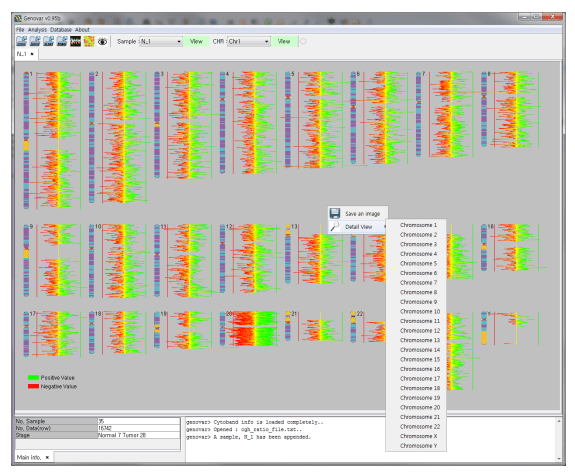 Genovar v0.95b
File Analysis Database About
Sample : N_1 View CHR : Chr1 View
N_1 ×
1 2 3 4 5 6 7 8
Save an image
Detail View
Chromosome 1
Chromosome 2
Chromosome 3
Chromosome 4
Chromosome 5
Chromosome 6
Chromosome 7
Chromosome 8
Chromosome 9
Chromosome 10
Chromosome 11
Chromosome 12
Chromosome 13
Chromosome 14
Chromosome 15
Chromosome 16
Chromosome 17
Chromosome 18
Chromosome 19
Chromosome 20
Chromosome 21
Chromosome 22
Chromosome X
Chromosome Y
9 10 11 12 13 16
17 18 19 20 21 22 Y
Positive Value
Negative Value
No, Sample 35
No, Data(row) 16742
Stage Normal 7 Tumor 28
Main info, ×
genovar> Cytoband info is loaded completely..
genovar> Opened : cgh_ratio_file.txt..
genovar> A sample, N_1 has been appended.